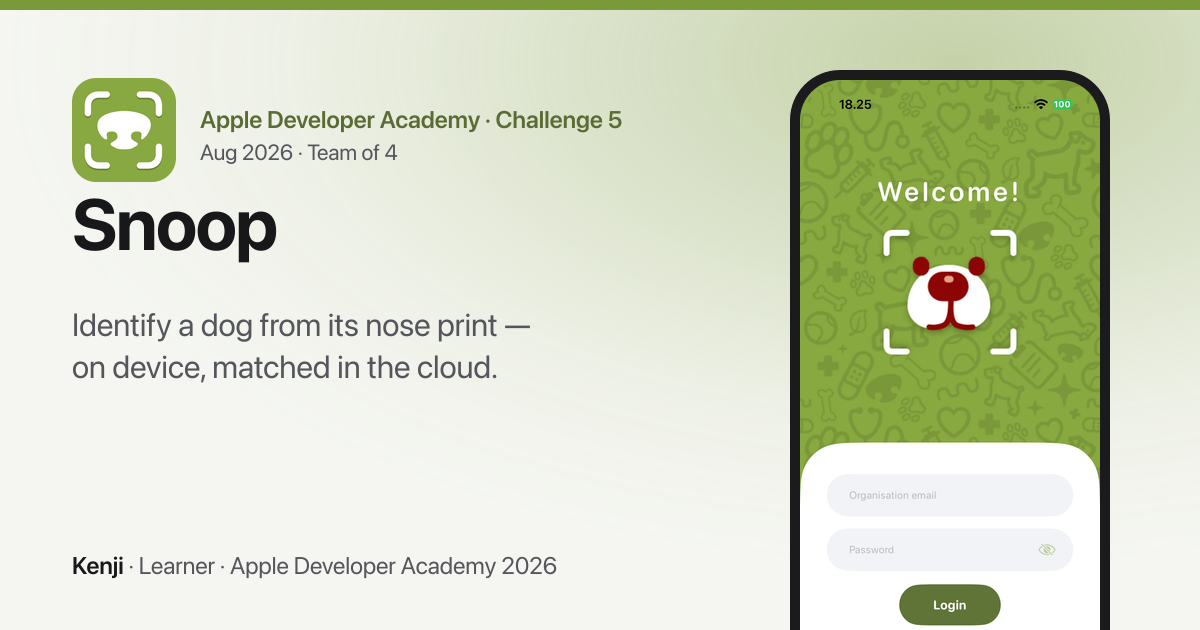 Apple Developer Academy · Challenge 5
Aug 2026 · Team of 4
Snoop
Identify a dog from its nose print —
on device, matched in the cloud.
Kenji · Learner · Apple Developer Academy 2026
18.25
100
Welcome!
Organisation email
Password
Login